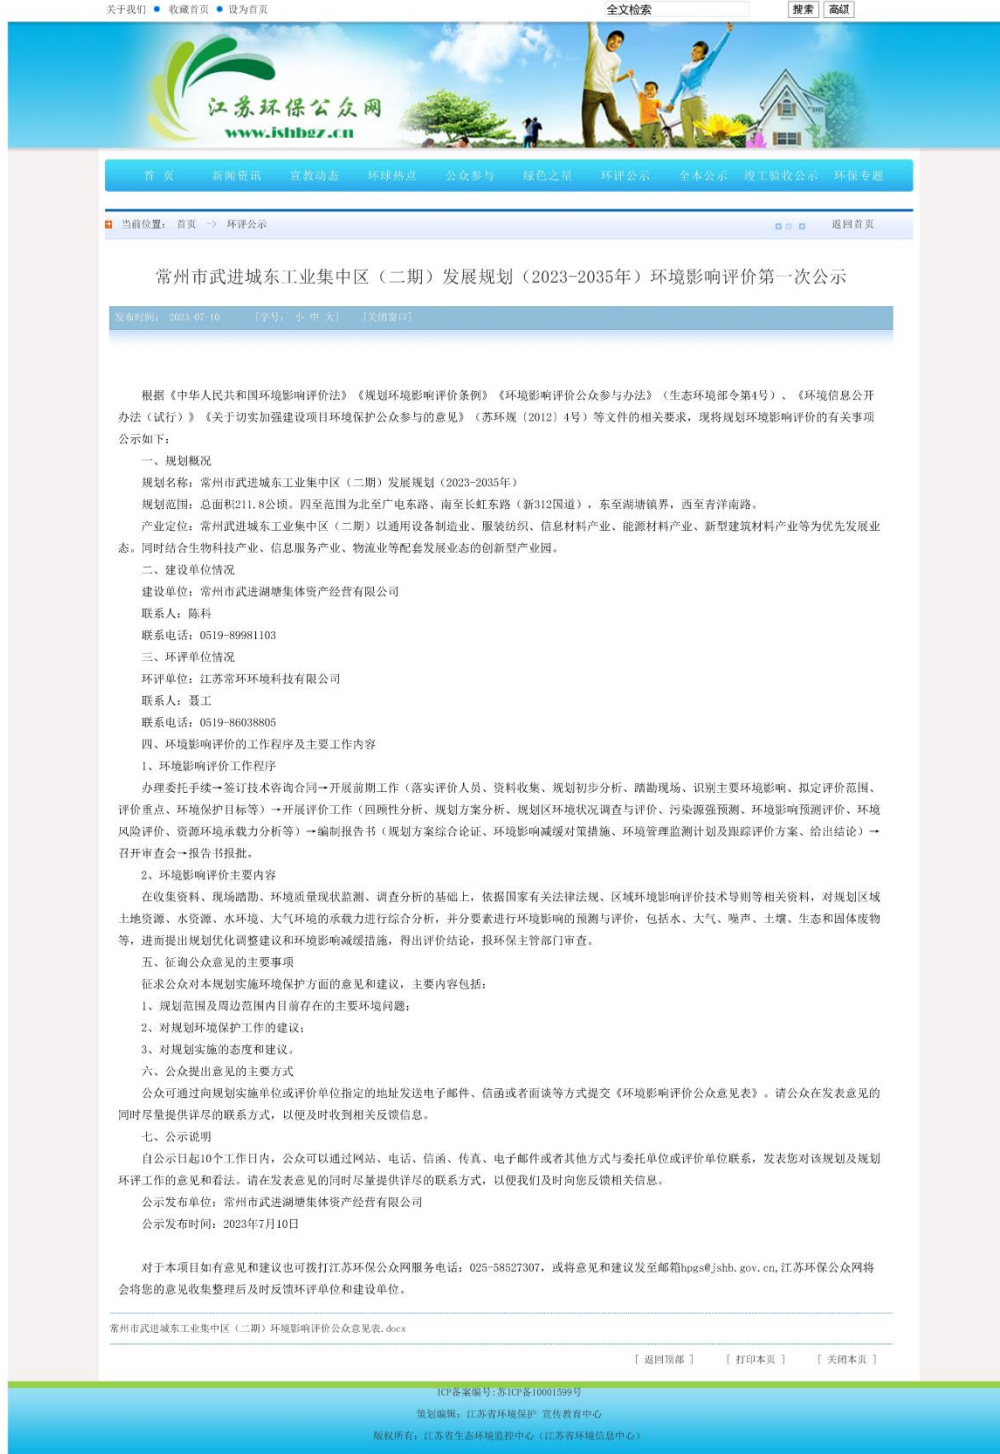 关于我们 ● 收藏首页 ● 设为首页
全文检索 搜索 高级
江苏环保公众网
www.jshbgz.cn
首 页 新闻资讯 宣教动态 环球热点 公众参与 绿色之星 环评公示 全本公示 竣工验收公示 环保专题
当前位置: 首页 -> 环评公示 返回首页
常州市武进城东工业集中区（二期）发展规划（2023-2035年）环境影响评价第一次公示
发布时间: 2023-07-10 [字号: 小 中 大] [关闭窗口]
根据《中华人民共和国环境影响评价法》《规划环境影响评价条例》《环境影响评价公众参与办法》（生态环境部令第4号）、《环境信息公开
办法（试行）》《关于切实加强建设项目环境保护公众参与的意见》（苏环规〔2012〕4号）等文件的相关要求，现将规划环境影响评价的有关事项
公示如下：
一、规划概况
规划名称：常州市武进城东工业集中区（二期）发展规划（2023-2035年）
规划范围：总面积211.8公顷。四至范围为北至广电东路、南至长虹东路（新312国道），东至湖塘镇界，西至青洋南路。
产业定位：常州武进城东工业集中区（二期）以通用设备制造业、服装纺织、信息材料产业、能源材料产业、新型建筑材料产业等为优先发展业
态。同时结合生物科技产业、信息服务产业、物流业等配套发展业态的创新型产业园。
二、建设单位情况
建设单位：常州市武进湖塘集体资产经营有限公司
联系人：陈科
联系电话：0519-89981103
三、环评单位情况
环评单位：江苏常环环境科技有限公司
联系人：聂工
联系电话：0519-86038805
四、环境影响评价的工作程序及主要工作内容
1、环境影响评价工作程序
办理委托手续→签订技术咨询合同→开展前期工作（落实评价人员、资料收集、规划初步分析、踏勘现场、识别主要环境影响、拟定评价范围、
评价重点、环境保护目标等）→开展评价工作（回顾性分析、规划方案分析、规划区环境状况调查与评价、污染源强预测、环境影响预测评价、环境
风险评价、资源环境承载力分析等）→编制报告书（规划方案综合论证、环境影响减缓对策措施、环境管理监测计划及跟踪评价方案、给出结论）→
召开审查会→报告书报批。
2、环境影响评价主要内容
在收集资料、现场踏勘、环境质量现状监测、调查分析的基础上，依据国家有关法律法规、区域环境影响评价技术导则等相关资料，对规划区域
土地资源、水资源、水环境、大气环境的承载力进行综合分析，并分要素进行环境影响的预测与评价，包括水、大气、噪声、土壤、生态和固体废物
等，进而提出规划优化调整建议和环境影响减缓措施，得出评价结论，报环保主管部门审查。
五、征询公众意见的主要事项
征求公众对本规划实施环境保护方面的意见和建议，主要内容包括：
1、规划范围及周边范围内目前存在的主要环境问题；
2、对规划环境保护工作的建议；
3、对规划实施的态度和建议。
六、公众提出意见的主要方式
公众可通过向规划实施单位或评价单位指定的地址发送电子邮件、信函或者面谈等方式提交《环境影响评价公众意见表》。请公众在发表意见的
同时尽量提供详尽的联系方式，以便及时收到相关反馈信息。
七、公示说明
自公示日起10个工作日内，公众可以通过网站、电话、信函、传真、电子邮件或者其他方式与委托单位或评价单位联系，发表您对该规划及规划
环评工作的意见和看法。请在发表意见的同时尽量提供详尽的联系方式，以便我们及时向您反馈相关信息。
公示发布单位：常州市武进湖塘集体资产经营有限公司
公示发布时间：2023年7月10日
对于本项目如有意见和建议也可拨打江苏环保公众网服务电话：025-58527307，或将意见和建议发至邮箱hpgs@jshb.gov.cn,江苏环保公众网将
会将您的意见收集整理后及时反馈环评单位和建设单位。
常州市武进城东工业集中区（二期）环境影响评价公众意见表.docx
[ 返回顶部 ] [ 打印本页 ] [ 关闭本页 ]
ICP备案编号:苏ICP备10001599号
策划编辑：江苏省环境保护 宣传教育中心
版权所有：江苏省生态环境监控中心（江苏省环境信息中心）